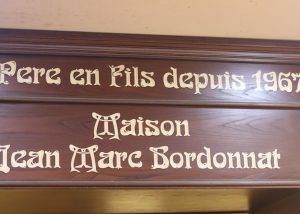 Pere en Fils depuis 1967
Maison
Jean Marc Bordonnat